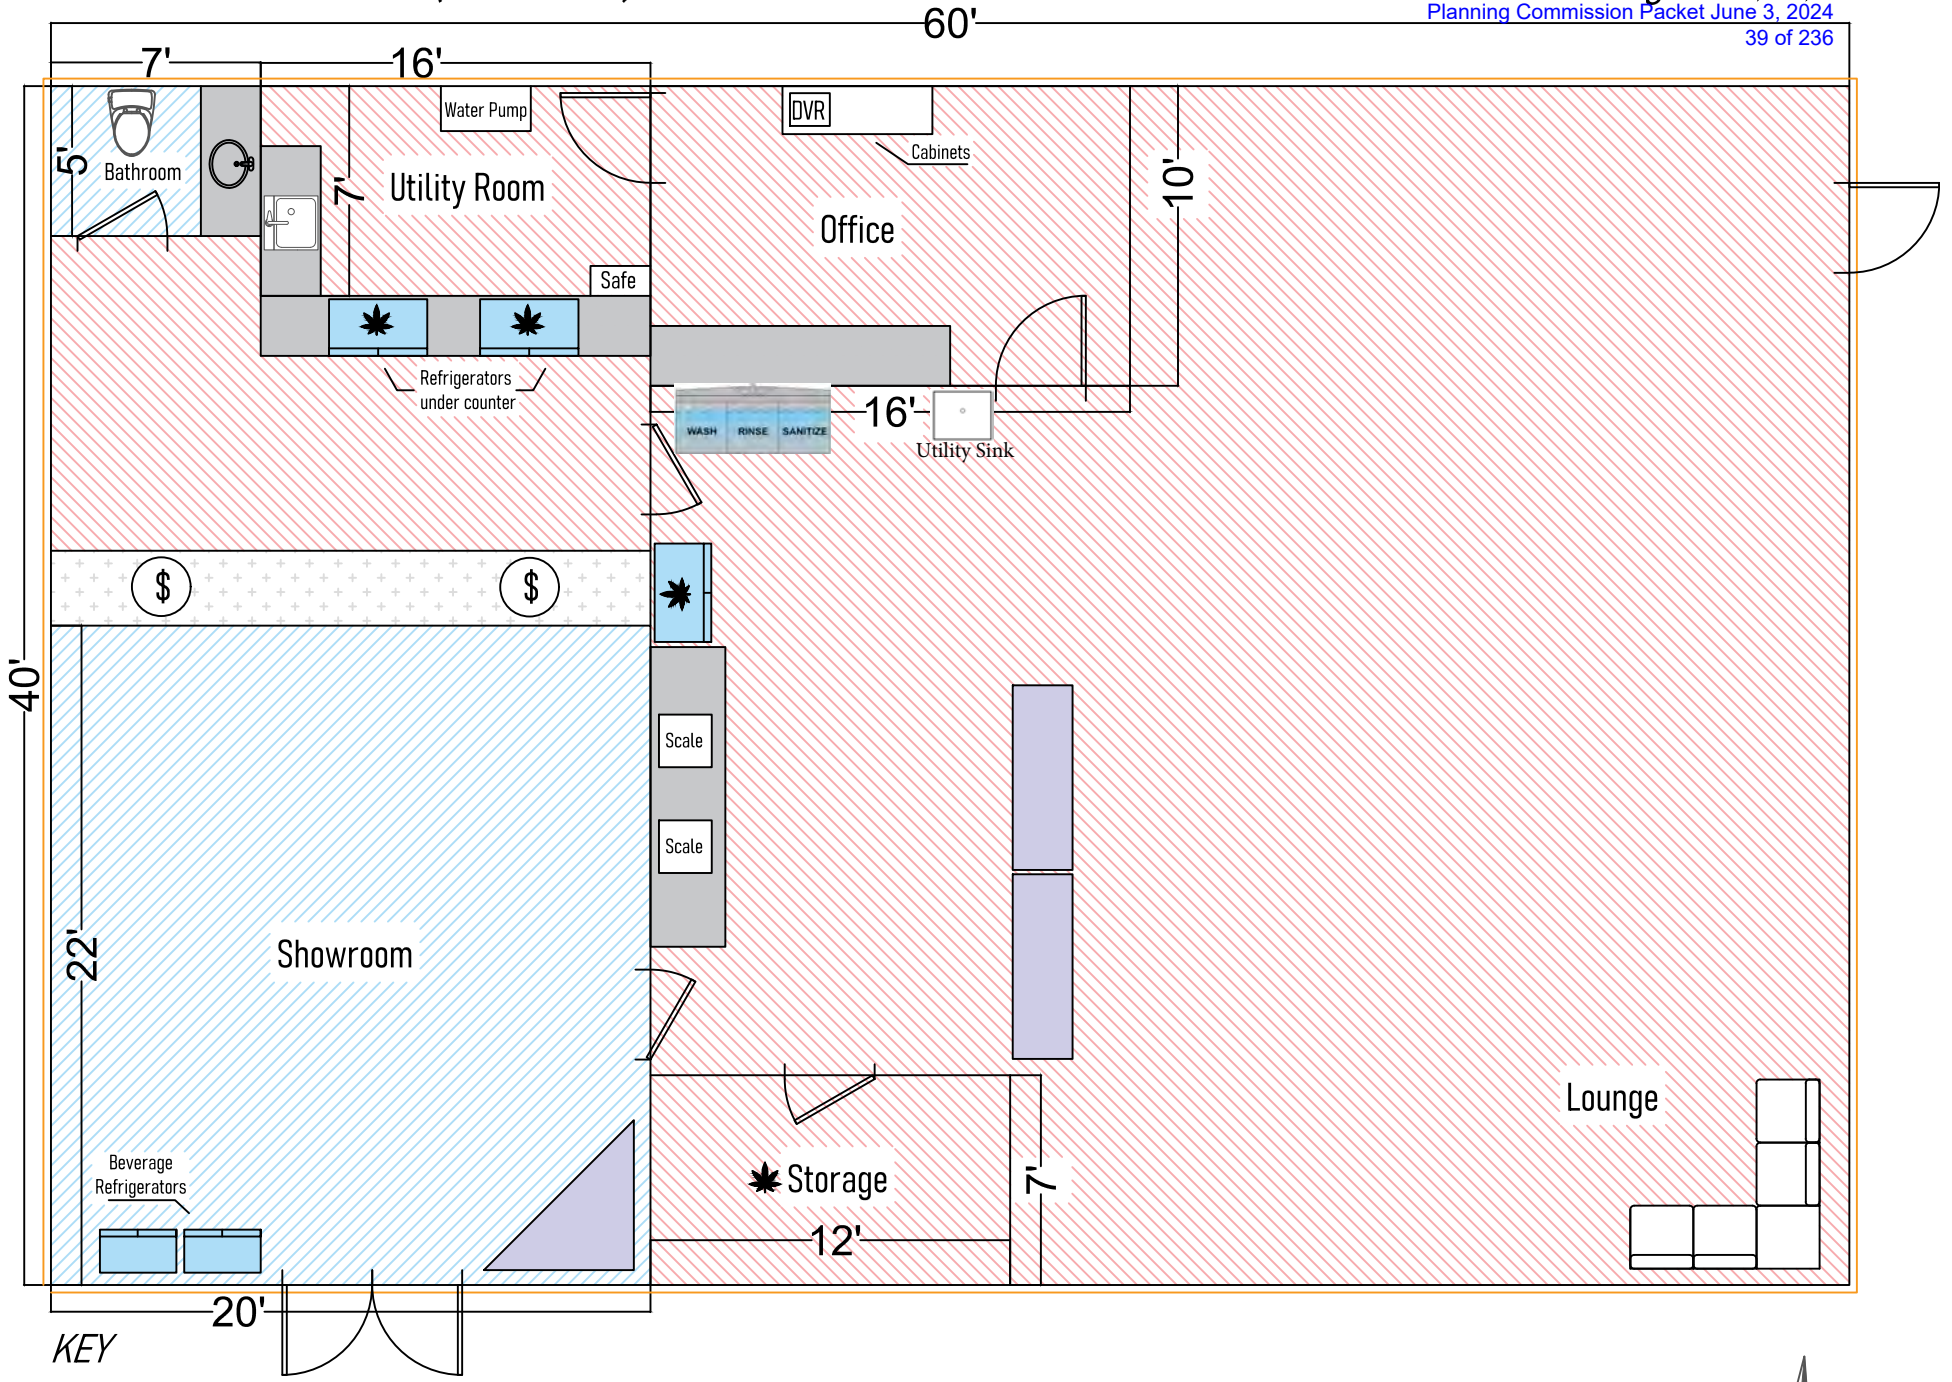 Planning Commission Packet June 3, 2024
60'
39 of 236
7'
16'
Water Pump
DVR
Cabinets
5'
Bathroom
7'
Utility Room
10'
Office
Safe
Refrigerators
under counter
16'
WASH
RINSE
SANITIZE
Utility Sink
$
$
40'
Scale
Scale
22'
Showroom
Lounge
Beverage
Refrigerators
Storage
7'
12'
20'
KEY